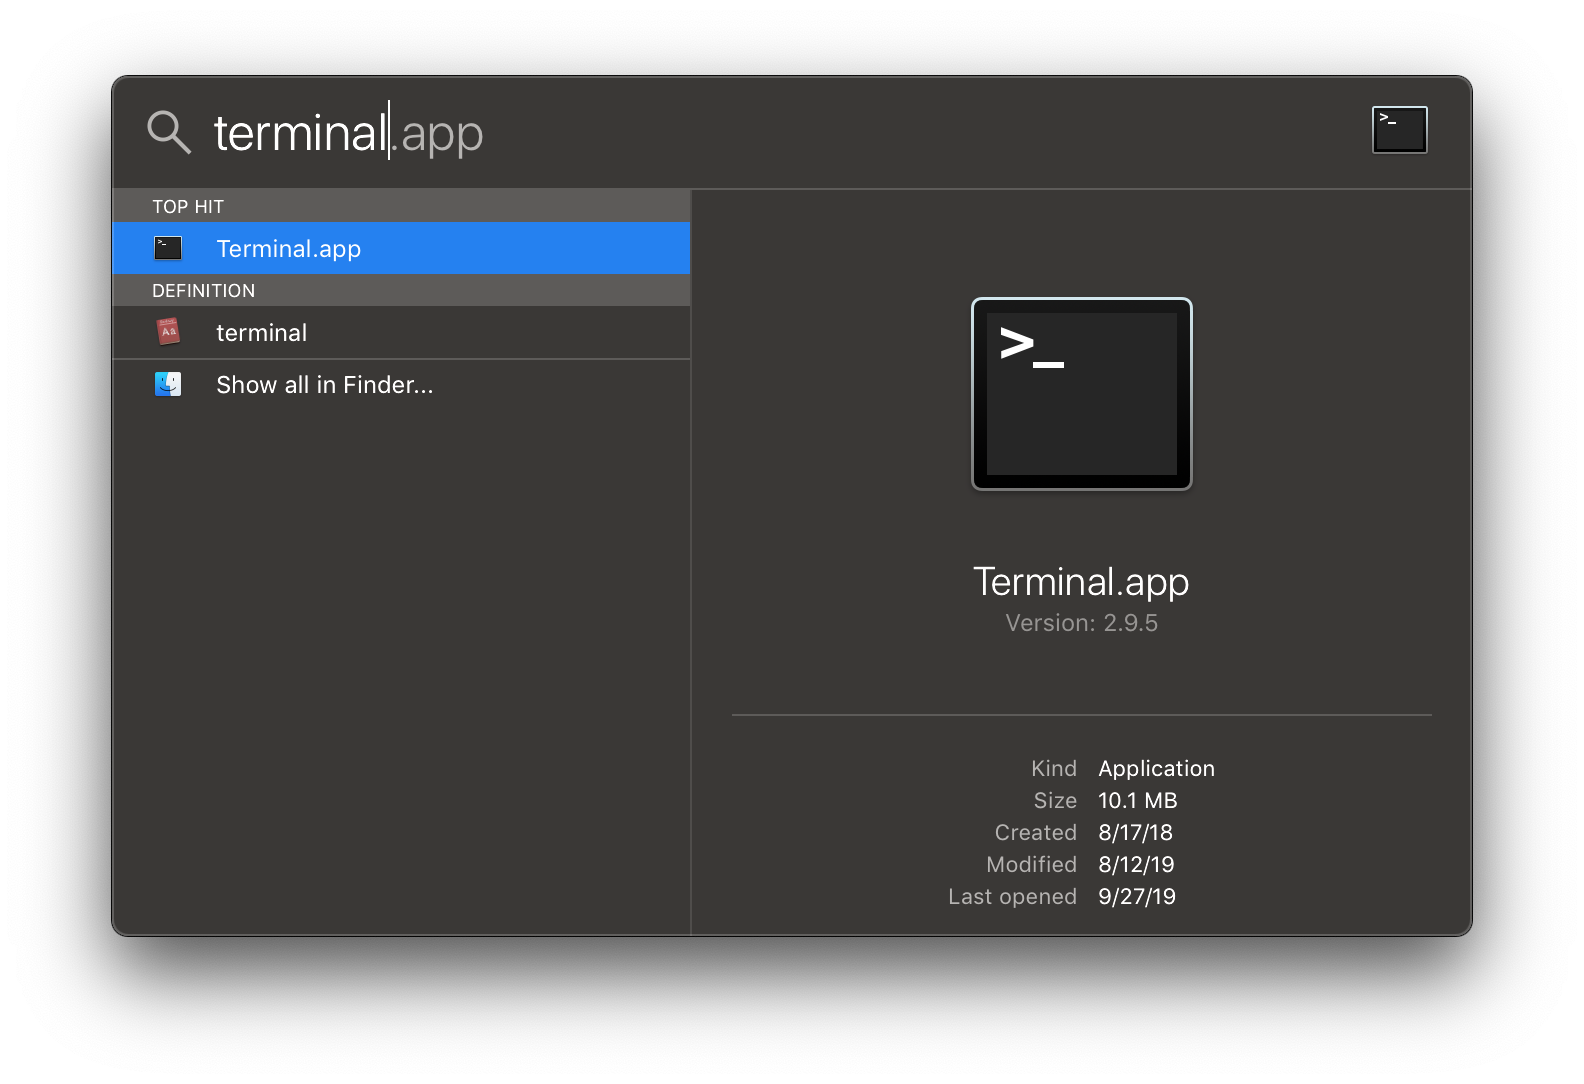 terminal.app
TOP HIT
Terminal.app
DEFINITION
terminal
Show all in Finder...
Terminal.app
Version: 2.9.5
Kind Application
Size 10.1 MB
Created 8/17/18
Modified 8/12/19
Last opened 9/27/19